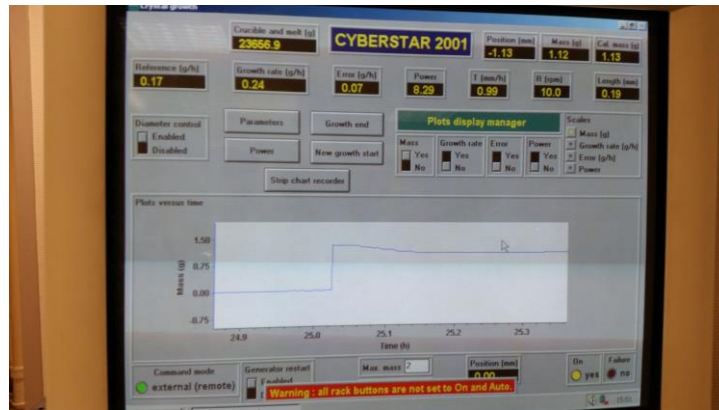 Crystal growth
Crucible and melt (g)
23656.9
CYBERSTAR 2001
Position (mm)
-1.13
Mass (g)
1.12
Cal. mass (g)
1.13
Reference (g/h)
0.17
Growth rate (g/h)
0.24
Error (g/h)
0.07
Power
8.29
T (mm/h)
0.99
R (rpm)
10.0
Length (mm)
0.19
Diameter control
Enabled
Disabled
Parameters
Growth end
Power
New growth start
Strip chart recorder
Plots display manager
Mass
Yes
No
Growth rate
Yes
No
Error
Yes
No
Power
Yes
No
Scales
Mass (g)
Growth rate (g/h)
Error (g/h)
Power
Plots versus time
Mass (g)
1.50
0.75
0.00
-0.75
24.9
25.0
25.1
25.2
25.3
Time (h)
Command mode
external (remote)
Generator restart
Enabled
Max. mass
2
Position (mm)
0.00
On
yes
Failure
no
Warning : all rack buttons are not set to On and Auto.